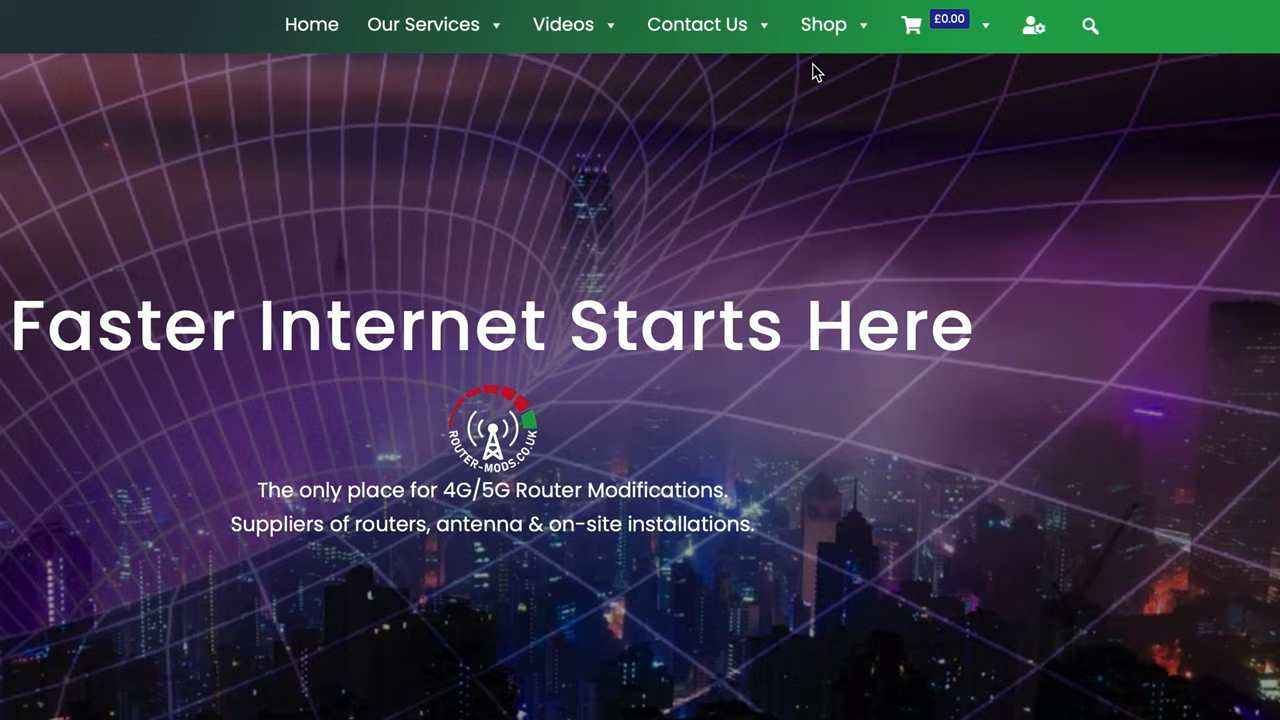 Home Our Services Videos Contact Us Shop £0.00
Faster Internet Starts Here
ROUTER-MODS.CO.UK
The only place for 4G/5G Router Modifications.
Suppliers of routers, antenna & on-site installations.